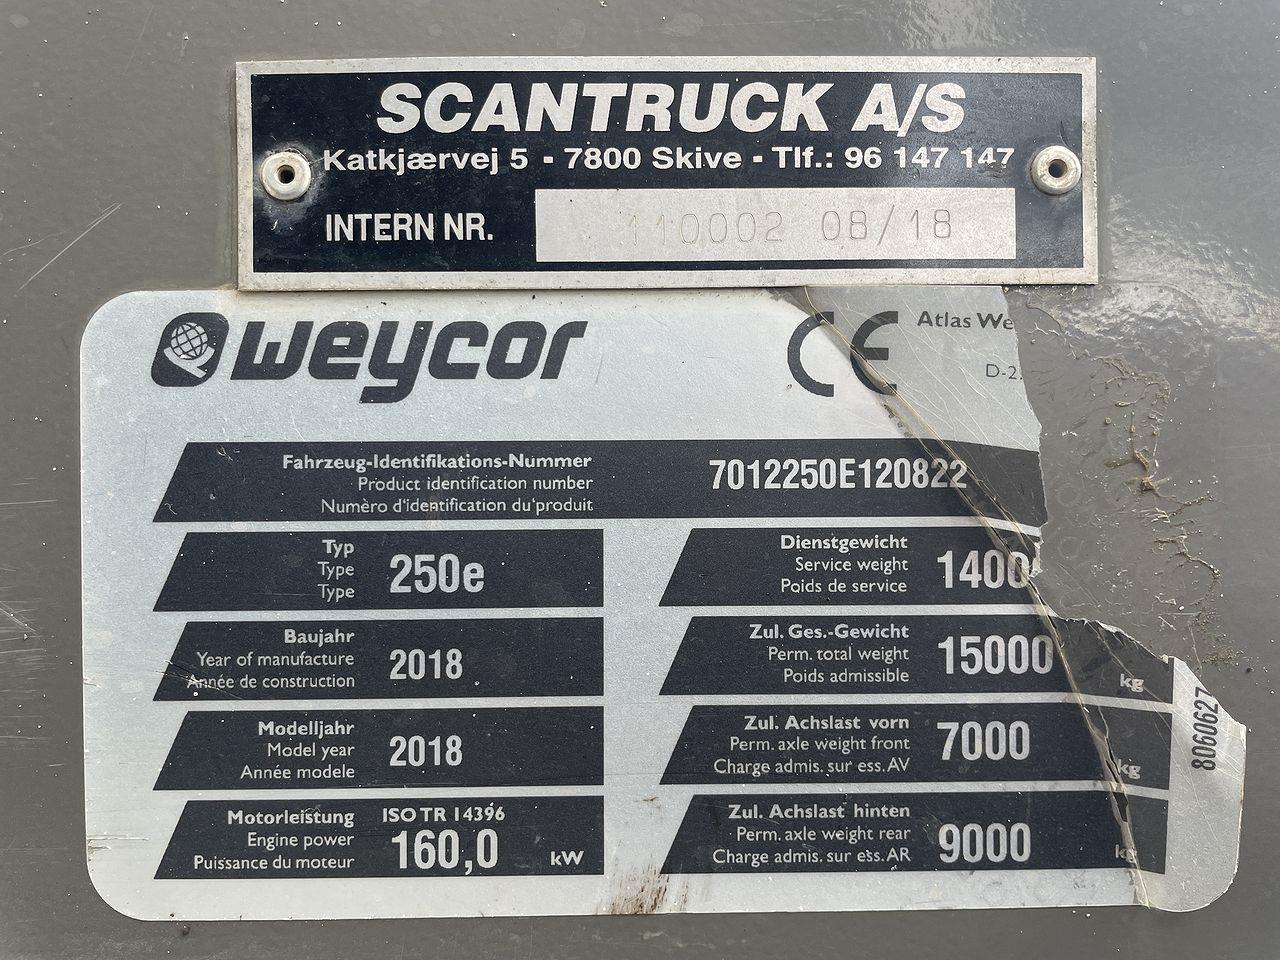 SCANTRUCK A/S
Katkjærvej 5 - 7800 Skive - Tlf.: 96 147 147
INTERN NR. 110002 08/18
weycor
CE
Atlas We
D-2
Fahrzeug-Identifikations-Nummer
Product identification number
Numèro d'identification du produit
7012250E120822
Typ
Type
Type
250e
Dienstgewicht
Service weight
Poids de service
1400
Baujahr
Year of manufacture
Année de construction
2018
Zul. Ges.-Gewicht
Perm. total weight
Poids admissible
15000 kg
Modelljahr
Model year
Année modele
2018
Zul. Achslast vorn
Perm. axle weight front
Charge admis. sur ess. AV
7000 kg
Motorleistung
Engine power
Puissance du moteur
ISO TR 14396
160,0 kW
Zul. Achslast hinten
Perm. axle weight rear
Charge admis. sur ess. AR
9000 kg
8060627